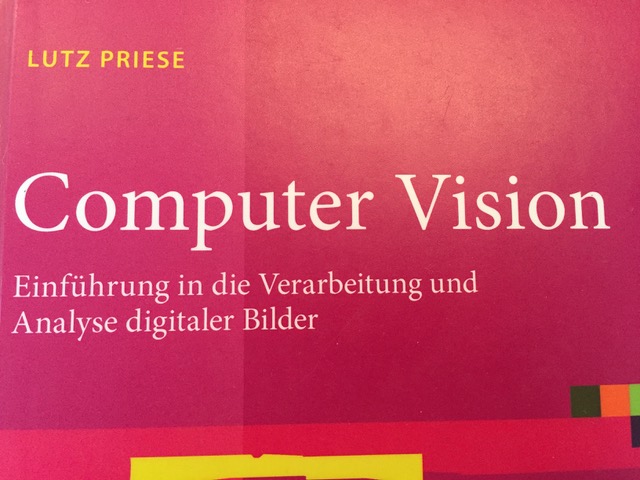 LUTZ PRIESE
Computer Vision
Einführung in die Verarbeitung und
Analyse digitaler Bilder